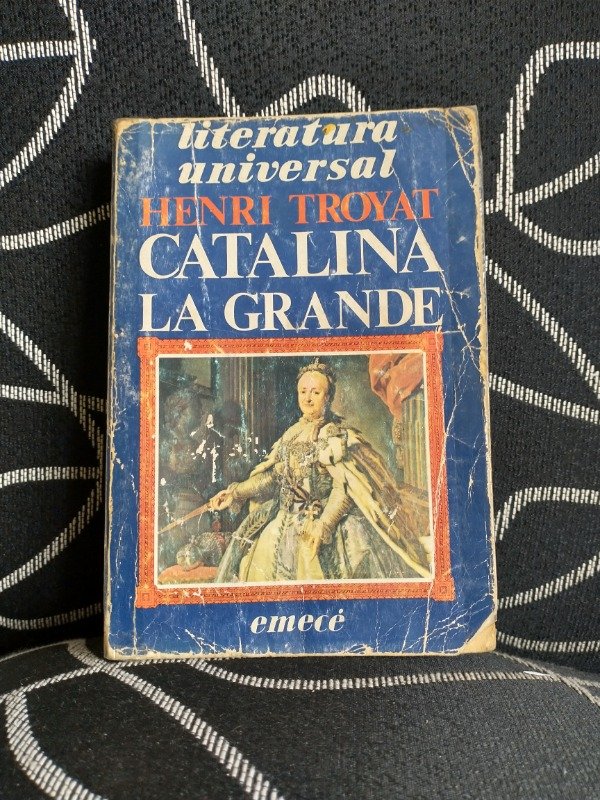 literatura
universal
HENRI TROYAT
CATALINA
LA GRANDE
emecé